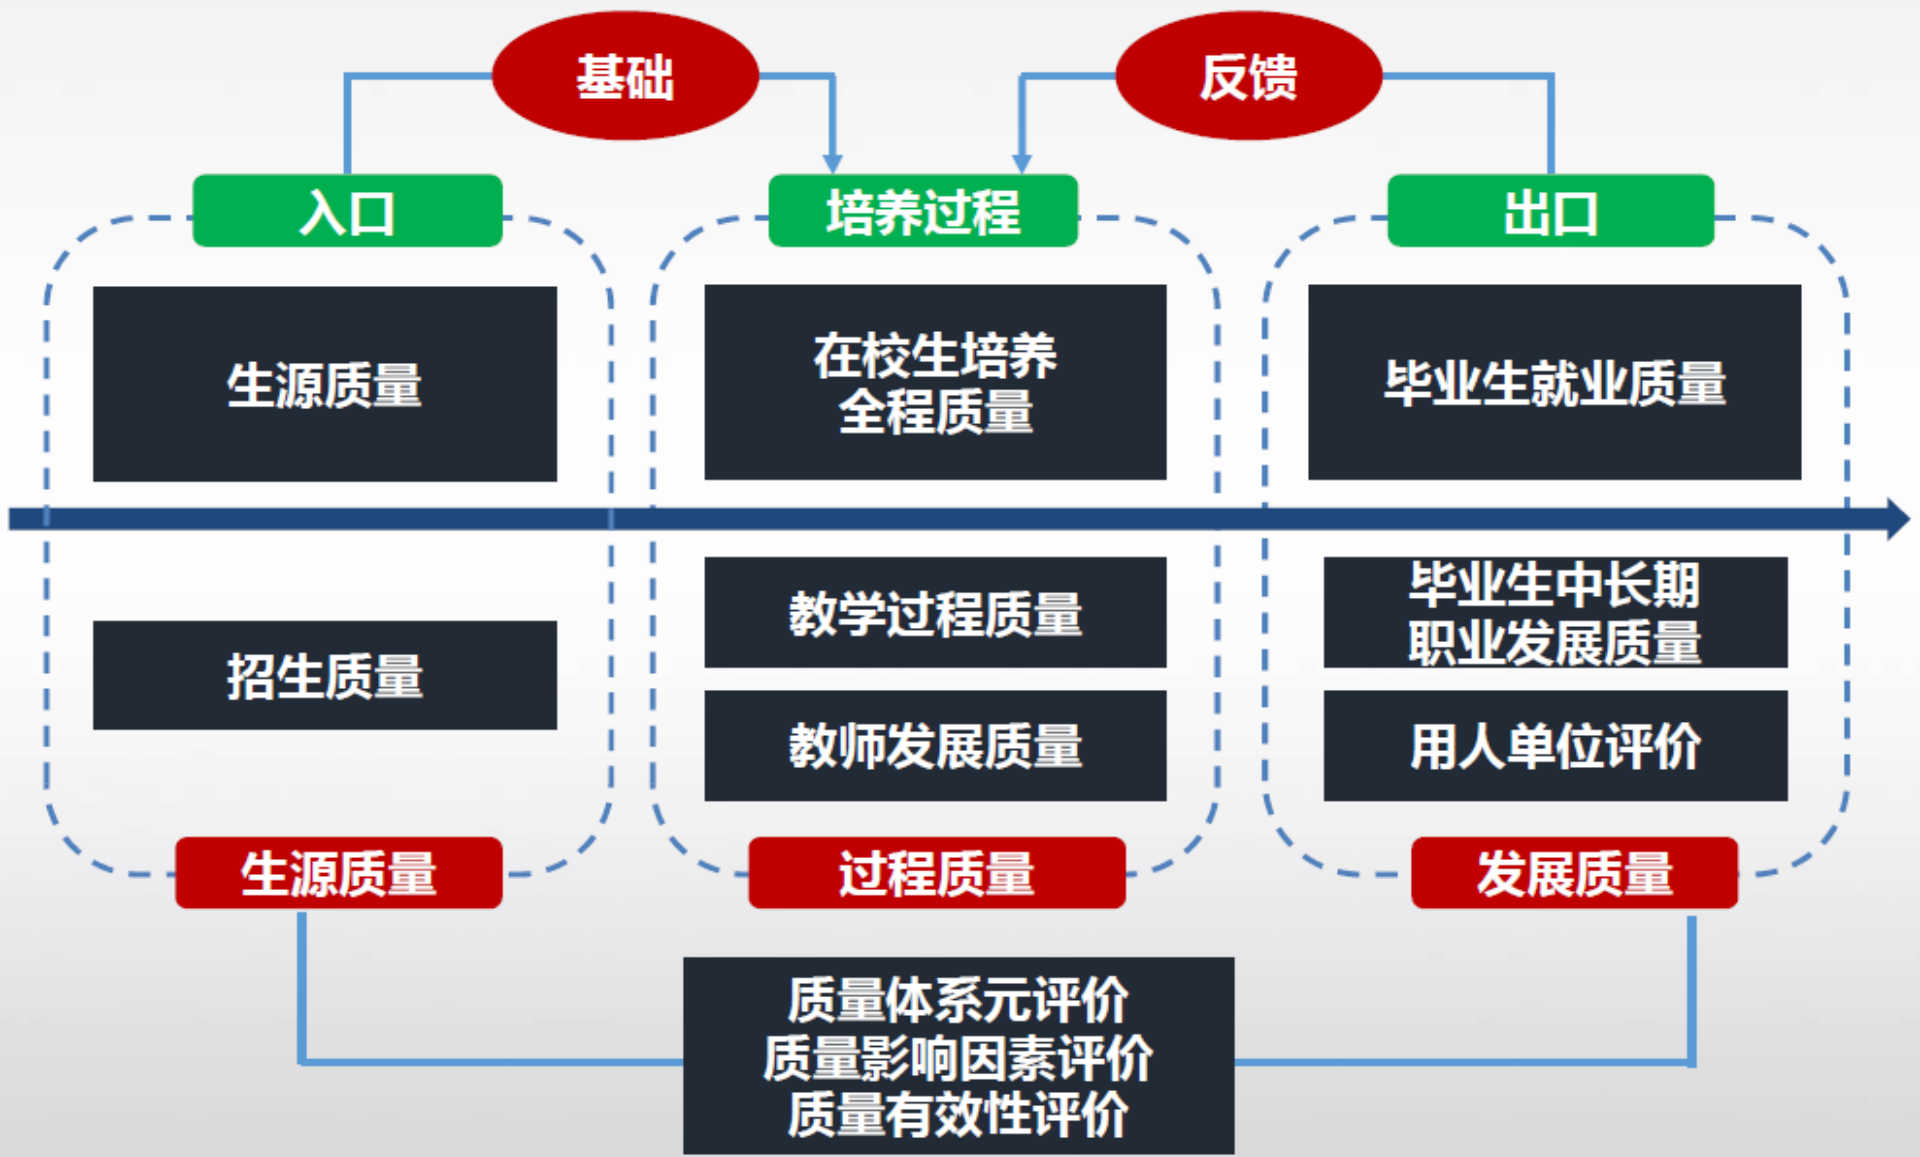 基础
反馈
入口
培养过程
出口
生源质量
在校生培养
全程质量
毕业生就业质量
招生质量
教学过程质量
教师发展质量
毕业生中长期
职业发展质量
用人单位评价
生源质量
过程质量
发展质量
质量体系元评价
质量影响因素评价
质量有效性评价